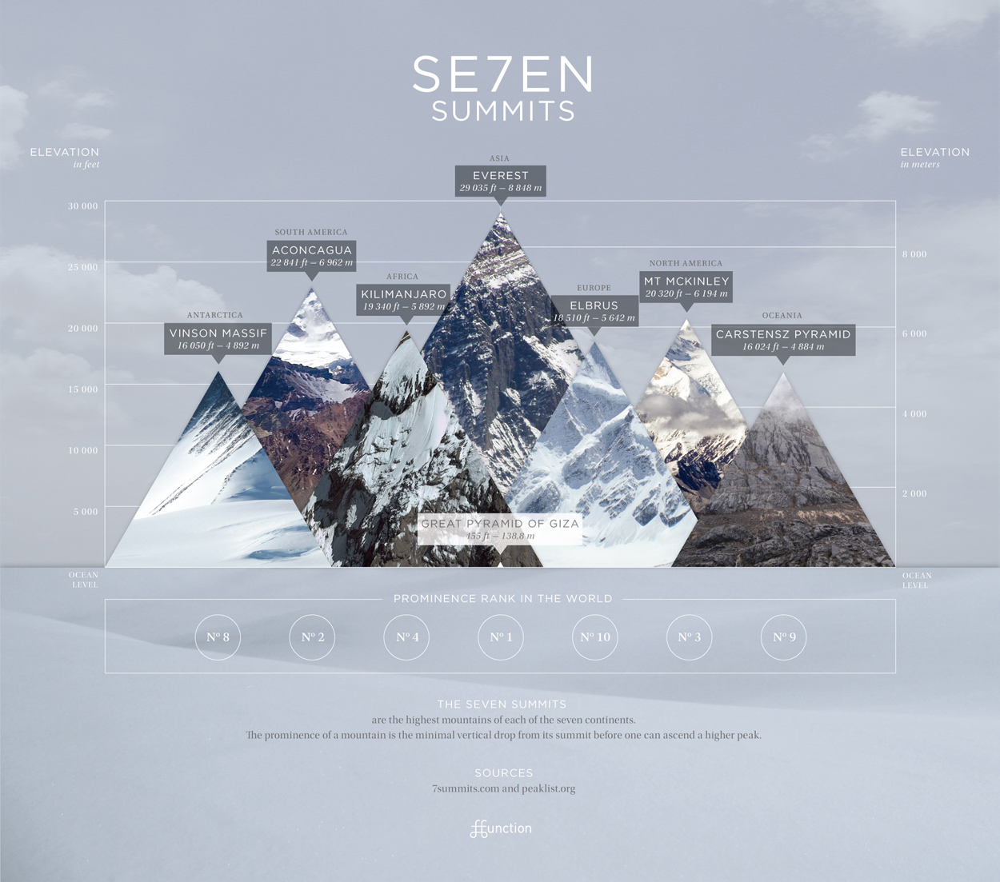 SE7EN
SUMMITS
ELEVATION
in feet
ELEVATION
in meters
ASIA
EVEREST
29 035 ft – 8 848 m
30 000
SOUTH AMERICA
ACONCAGUA
22 841 ft – 6 962 m
8 000
25 000
NORTH AMERICA
MT MCKINLEY
20 320 ft – 6 194 m
AFRICA
KILIMANJARO
19 340 ft – 5 892 m
EUROPE
ELBRUS
18 510 ft – 5 642 m
ANTARCTICA
VINSON MASSIF
16 050 ft – 4 892 m
OCEANIA
CARSTENSZ PYRAMID
16 024 ft – 4 884 m
20 000
6 000
15 000
4 000
10 000
2 000
5 000
GREAT PYRAMID OF GIZA
455 ft – 138,8 m
OCEAN
LEVEL
OCEAN
LEVEL
PROMINENCE RANK IN THE WORLD
Nº 8
Nº 2
Nº 4
Nº 1
Nº 10
Nº 3
Nº 9
THE SEVEN SUMMITS
are the highest mountains of each of the seven continents.
The prominence of a mountain is the minimal vertical drop from its summit before one can ascend a higher peak.
SOURCES
7summits.com and peaklist.org
ffunction